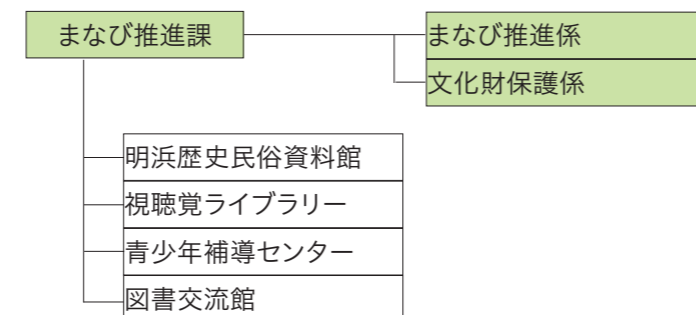 まなび推進課
まなび推進係
文化財保護係
明浜歴史民俗資料館
視聴覚ライブラリー
青少年補導センター
図書交流館